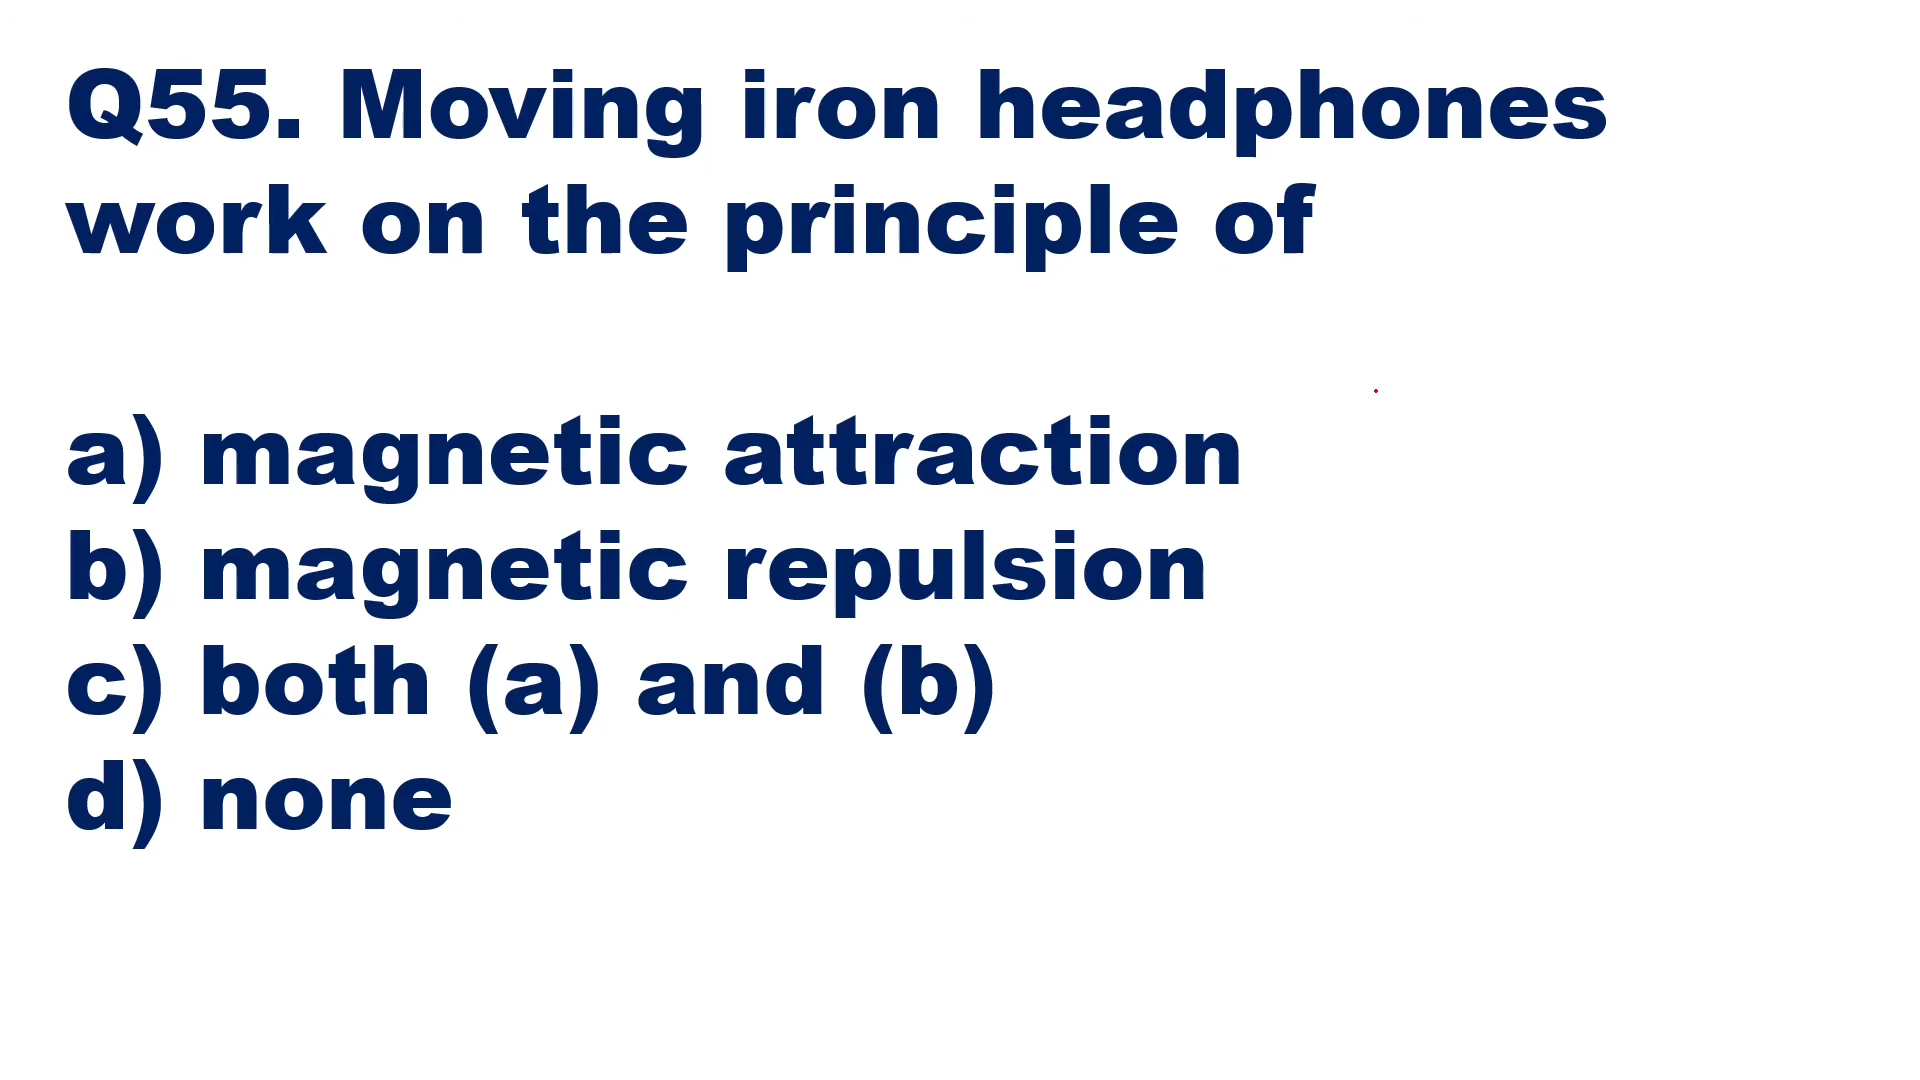 Q55. Moving iron headphones
work on the principle of
a) magnetic attraction
b) magnetic repulsion
c) both (a) and (b)
d) none